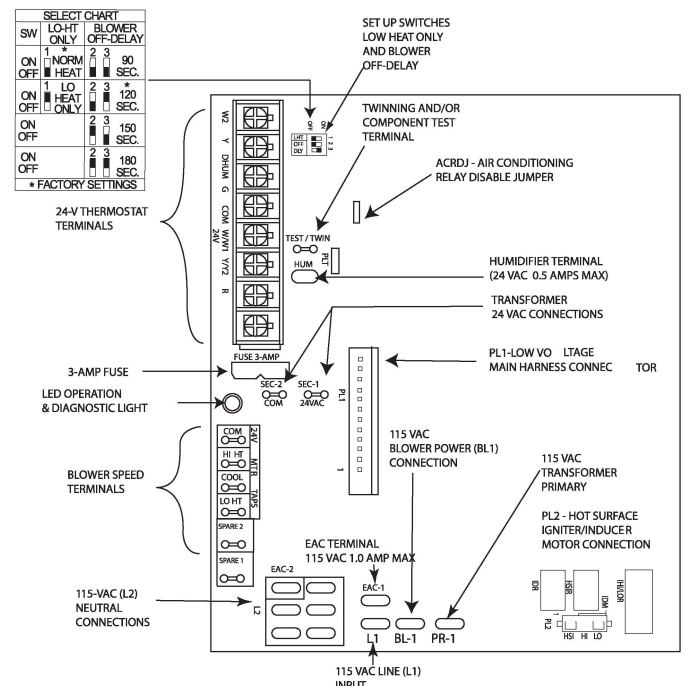 SELECT CHART
SW LO-HT ONLY BLOWER OFF-DELAY
ON OFF 1 * NORM HEAT 2 3 90 SEC.
ON OFF 1 LO HEAT ONLY 2 3 * 120 SEC.
ON OFF 2 3 150 SEC.
ON OFF 2 3 180 SEC.
* FACTORY SETTINGS
SET UP SWITCHES
LOW HEAT ONLY
AND BLOWER
OFF-DELAY
TWINNING AND/OR
COMPONENT TEST
TERMINAL
ACRDJ - AIR CONDITIONING
RELAY DISABLE JUMPER
OFF ON
LHT 1
OFF 2
DLY 3
24-V THERMOSTAT
TERMINALS
W2
Y
DHUM
G
COM
24V
W/W1
Y/Y2
R
TEST / TWIN
HUM
PLT
HUMIDIFIER TERMINAL
(24 VAC 0.5 AMPS MAX)
TRANSFORMER
24 VAC CONNECTIONS
FUSE 3-AMP
3-AMP FUSE
SEC-2
COM
SEC-1
24VAC
PL1
1
PL1-LOW VO LTAGE
MAIN HARNESS CONNEC TOR
LED OPERATION
& DIAGNOSTIC LIGHT
COM 24V
HI HT MTR
COOL
LO HT TAPS
SPARE 2
SPARE 1
BLOWER SPEED
TERMINALS
115 VAC
BLOWER POWER (BL1)
CONNECTION
115 VAC
TRANSFORMER
PRIMARY
PL2 - HOT SURFACE
IGNITER/INDUCER
MOTOR CONNECTION
EAC TERMINAL
115 VAC 1.0 AMP MAX
EAC-2
EAC-1
115-VAC (L2)
NEUTRAL
CONNECTIONS
L2
L1 BL-1 PR-1
IDR
HSIR
IHI/LOR
IDM
1
PL2
HSI HI LO
115 VAC LINE (L1)
INPUT